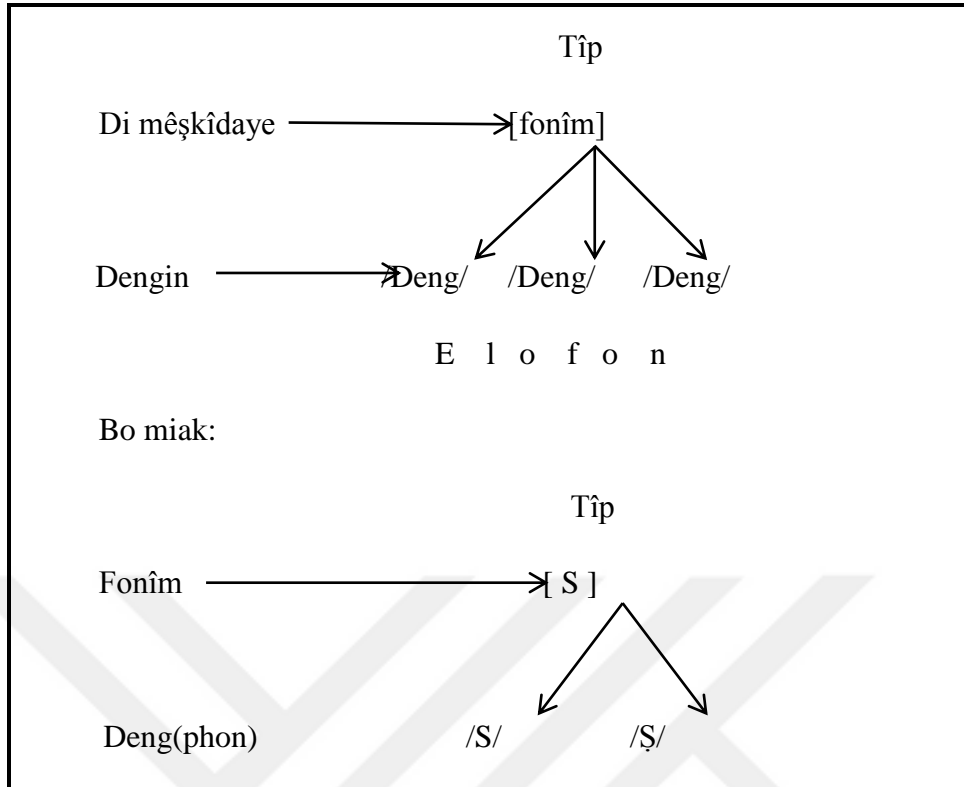 Tîp
Di mêşkîdaye [fonîm]
Dengin /Deng/ /Deng/ /Deng/
E l o f o n
Bo miak:
Tîp
Fonîm [ S ]
Deng(phon) /S/ /Ṣ/